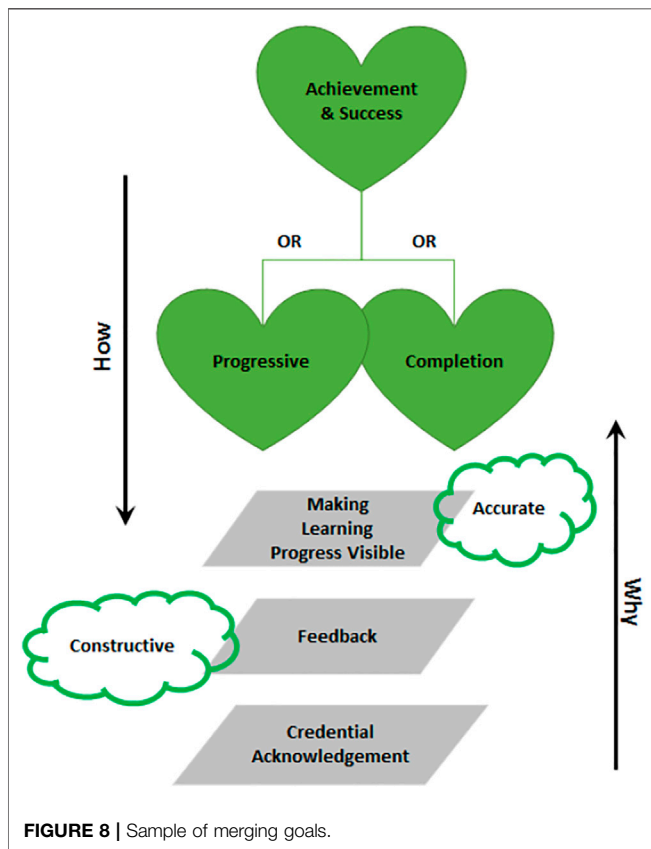 Achievement
& Success
OR
OR
How
Progressive
Completion
Making
Learning
Progress Visible
Accurate
Why
Constructive
Feedback
Credential
Acknowledgement
FIGURE 8 | Sample of merging goals.